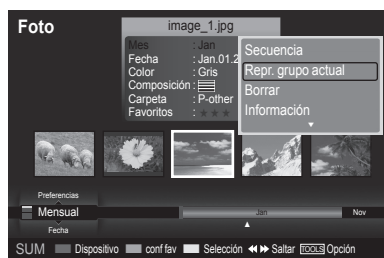 Foto
image_1.jpg
Mes : Jan
Fecha : Jan.01.2
Color : Gris
Composición :
Carpeta : P-other
Favoritos : ★★★
Secuencia
Repr. grupo actual
Borrar
Información
Preferencias
Mensual
Fecha
Jan
Nov
SUM Dispositivo conf fav Selección Saltar TOOLS Opción